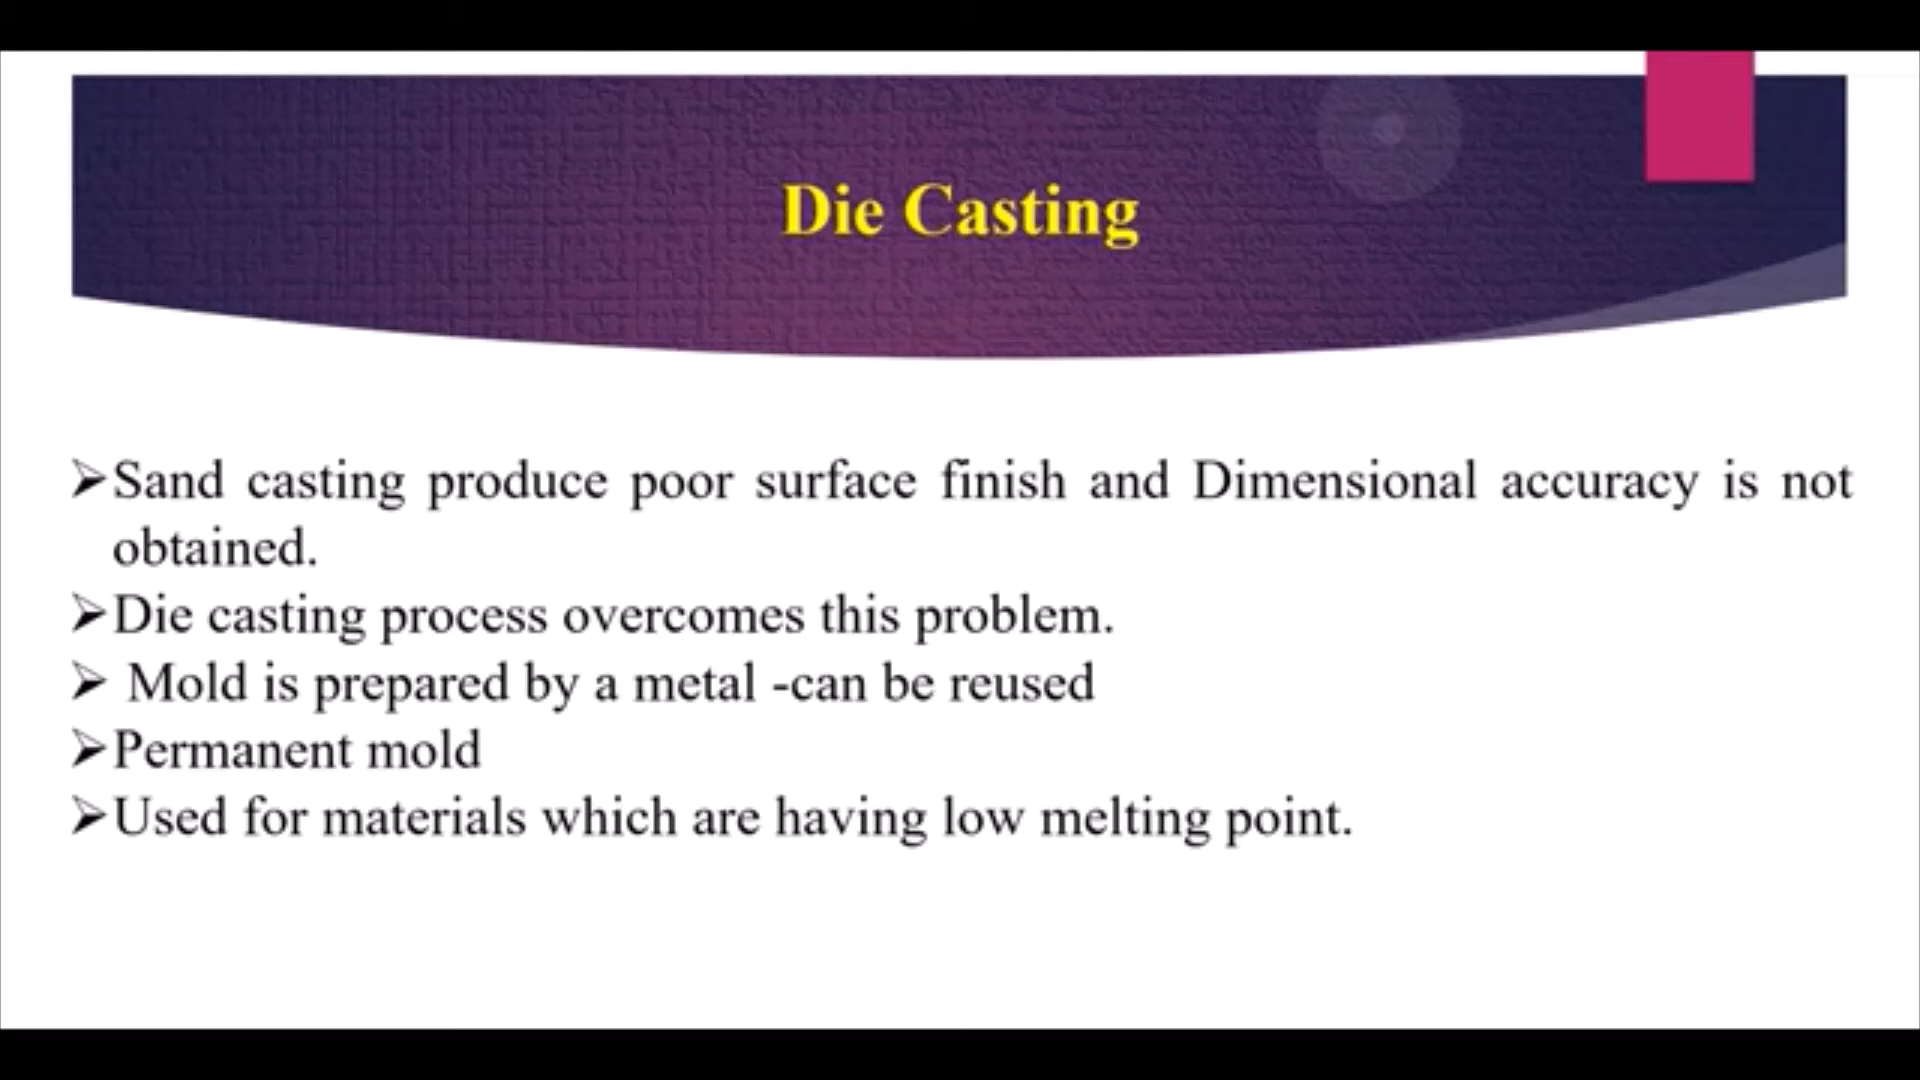 Die Casting
➢Sand casting produce poor surface finish and Dimensional accuracy is not
obtained.
➢Die casting process overcomes this problem.
➢ Mold is prepared by a metal -can be reused
➢Permanent mold
➢Used for materials which are having low melting point.